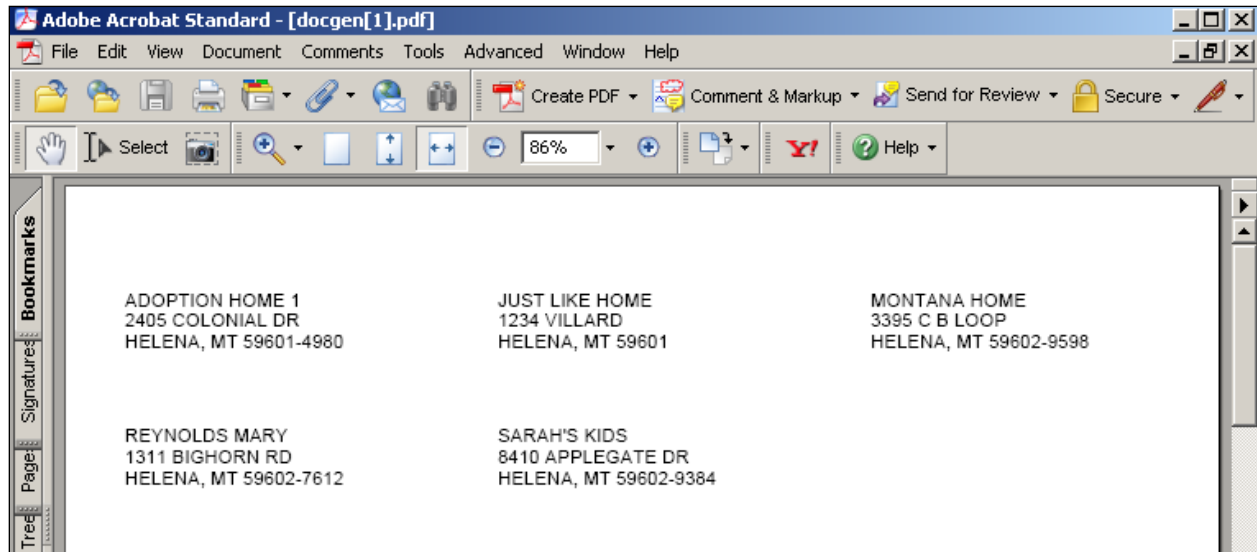 Adobe Acrobat Standard - [docgen[1].pdf]
File Edit View Document Comments Tools Advanced Window Help
Create PDF Comment & Markup Send for Review Secure
Select 86% Y! Help
Bookmarks
Signatures
Pages
Tree
ADOPTION HOME 1
2405 COLONIAL DR
HELENA, MT 59601-4980
JUST LIKE HOME
1234 VILLARD
HELENA, MT 59601
MONTANA HOME
3395 C B LOOP
HELENA, MT 59602-9598
REYNOLDS MARY
1311 BIGHORN RD
HELENA, MT 59602-7612
SARAH'S KIDS
8410 APPLEGATE DR
HELENA, MT 59602-9384